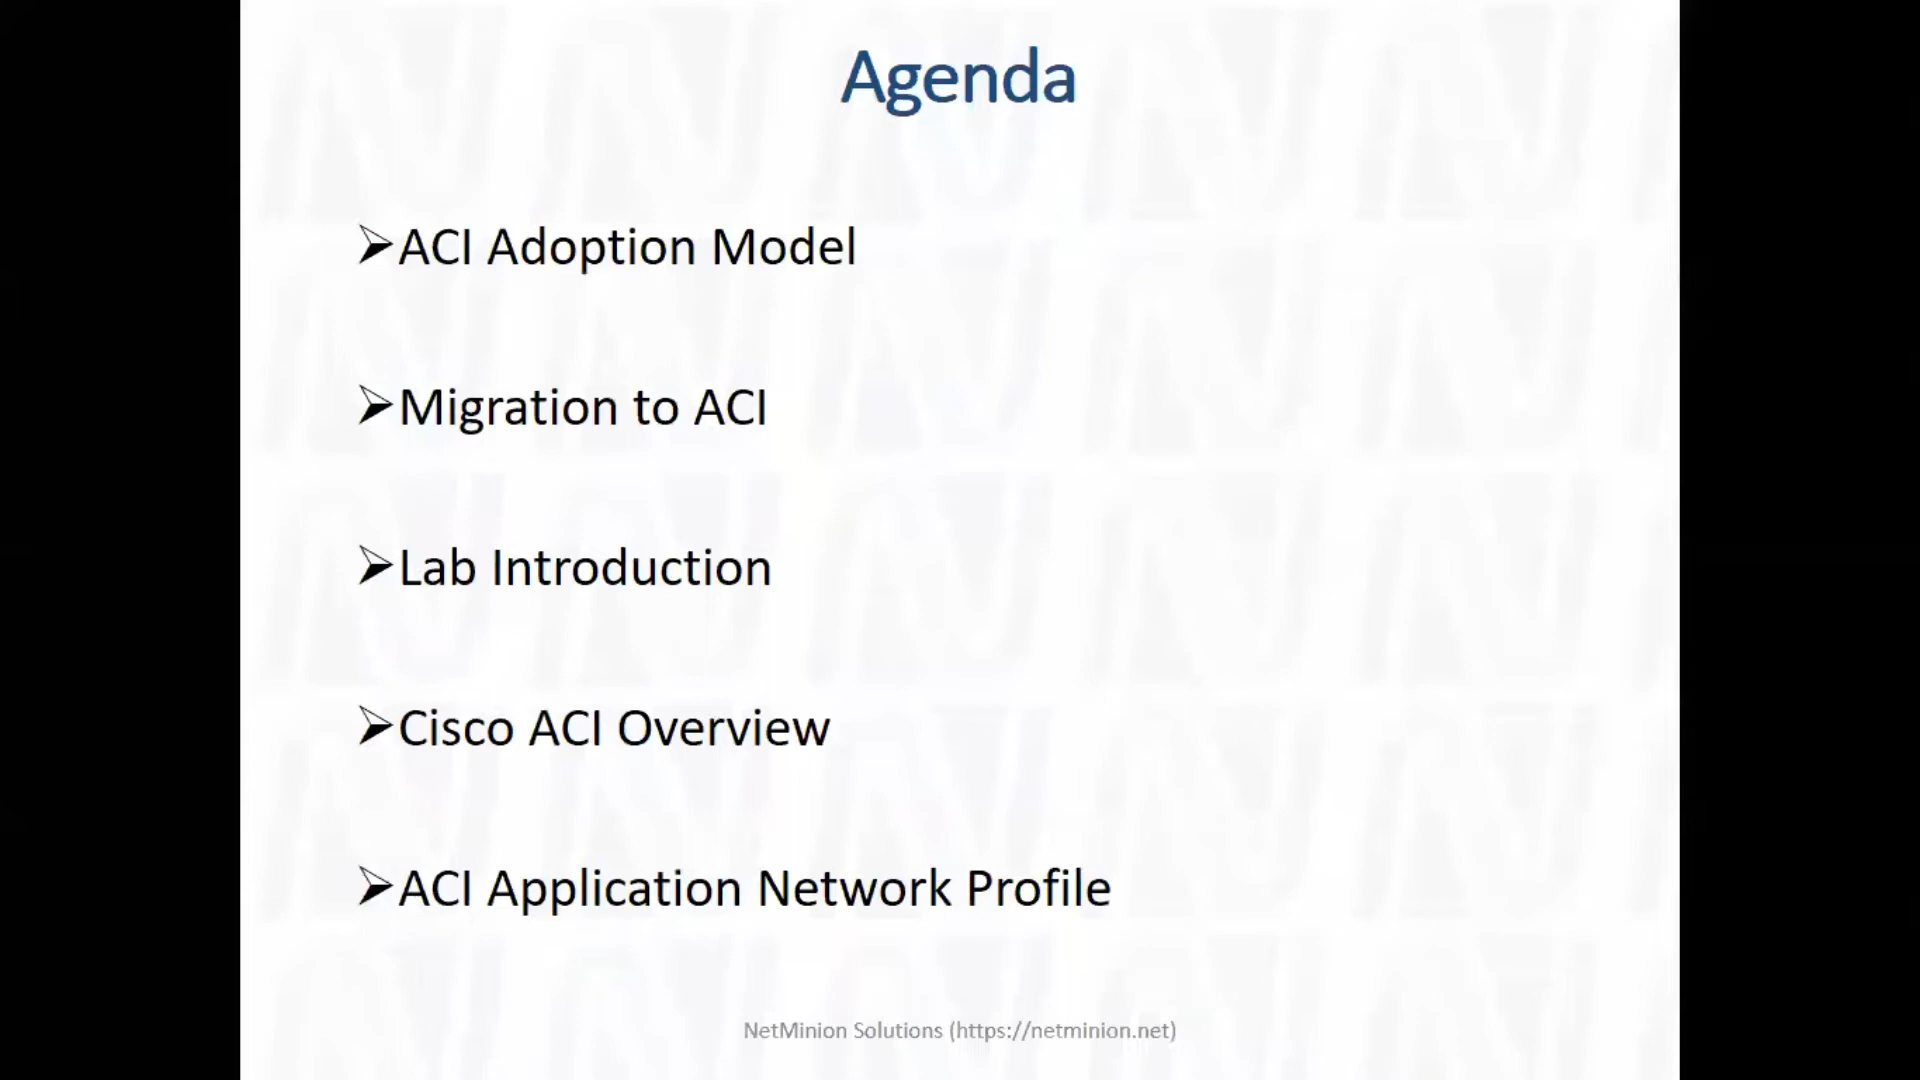 Agenda
➢ACI Adoption Model
➢Migration to ACI
➢Lab Introduction
➢Cisco ACI Overview
➢ACI Application Network Profile
NetMinion Solutions (https://netminion.net)